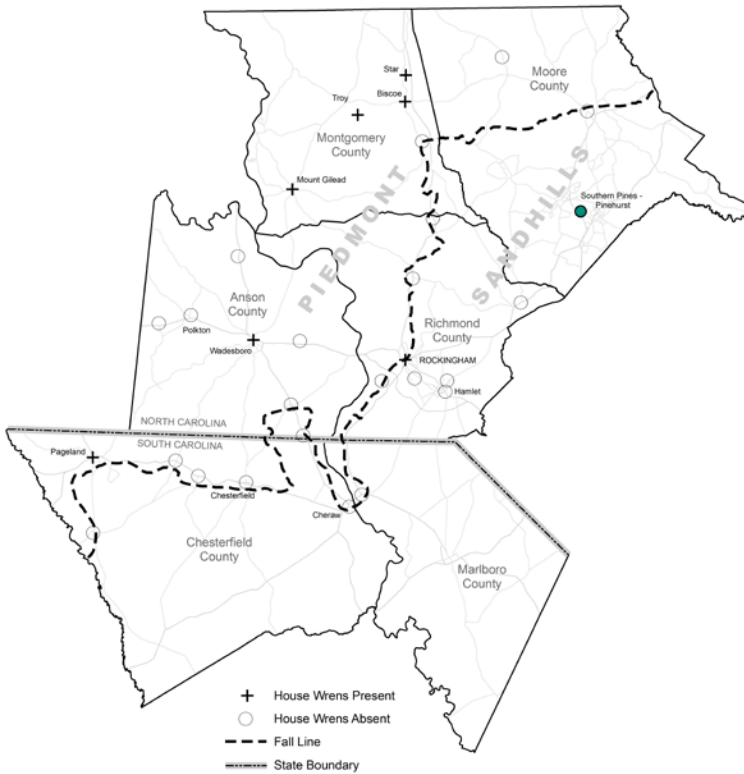 Star
Biscoe
Troy
Montgomery
County
Mount Gilead
Moore
County
PIEDMONT
SANDHILLS
Southern Pines -
Pinehurst
Anson
County
Polkton
Wadesboro
Richmond
County
ROCKINGHAM
Hamlet
NORTH CAROLINA
SOUTH CAROLINA
Pageland
Chesterfield
Cheraw
Chesterfield
County
Marlboro
County
House Wrens Present
House Wrens Absent
Fall Line
State Boundary